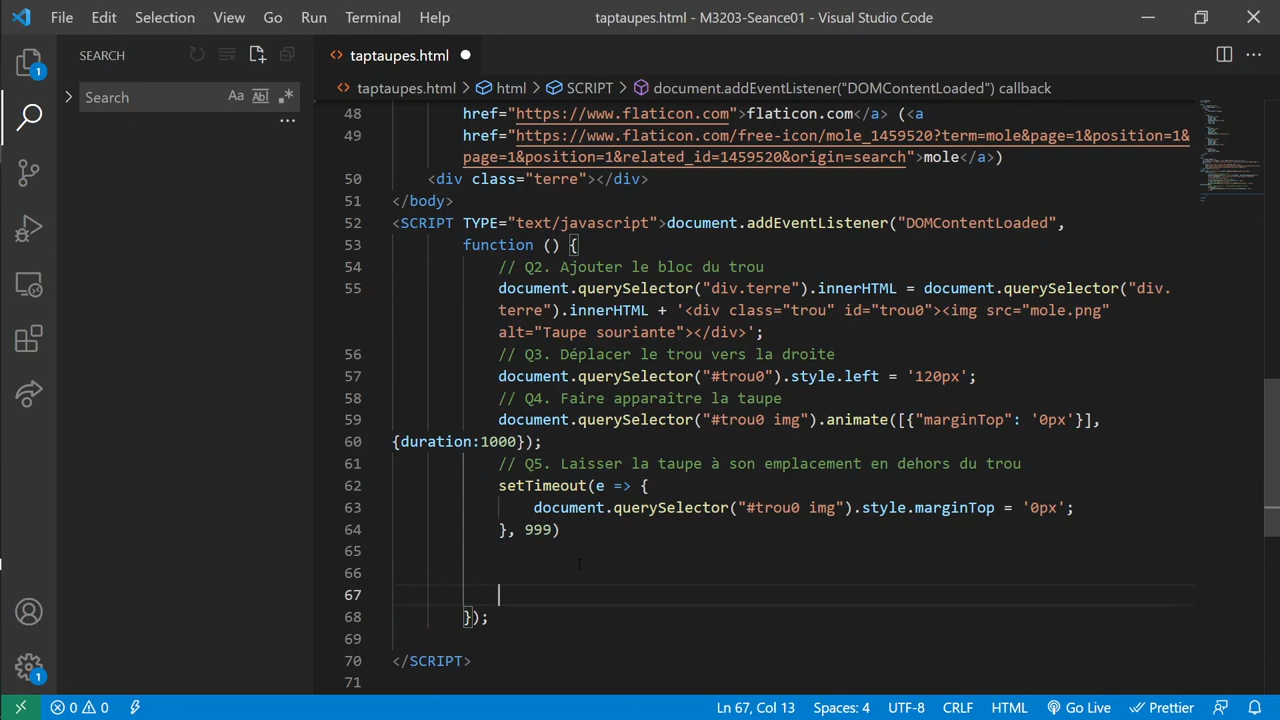 File Edit Selection View Go Run Terminal Help taptaupes.html - M3203-Seance01 - Visual Studio Code
SEARCH
taptaupes.html
1
taptaupes.html > html > SCRIPT > document.addEventListener("DOMContentLoaded") callback
Search Aa Abl .*
48 href="https://www.flaticon.com">flaticon.com</a> (<a
49 href="https://www.flaticon.com/free-icon/mole_1459520?term=mole&page=1&position=1&
page=1&position=1&related_id=1459520&origin=search">mole</a>)
50 <div class="terre"></div>
51 </body>
52 <SCRIPT TYPE="text/javascript">document.addEventListener("DOMContentLoaded",
53 function () {
54 // Q2. Ajouter le bloc du trou
55 document.querySelector("div.terre").innerHTML = document.querySelector("div.
terre").innerHTML + '<div class="trou" id="trou0"><img src="mole.png"
alt="Taupe souriante"></div>';
56 // Q3. Déplacer le trou vers la droite
57 document.querySelector("#trou0").style.left = '120px';
58 // Q4. Faire apparaître la taupe
59 document.querySelector("#trou0 img").animate([{"marginTop": '0px'}],
60 {duration:1000});
61 // Q5. Laisser la taupe à son emplacement en dehors du trou
62 setTimeout(e => {
63 document.querySelector("#trou0 img").style.marginTop = '0px';
64 }, 999)
65
66
67
68 });
69
70 </SCRIPT>
71
1
0 0 Ln 67, Col 13 Spaces: 4 UTF-8 CRLF HTML Go Live Prettier